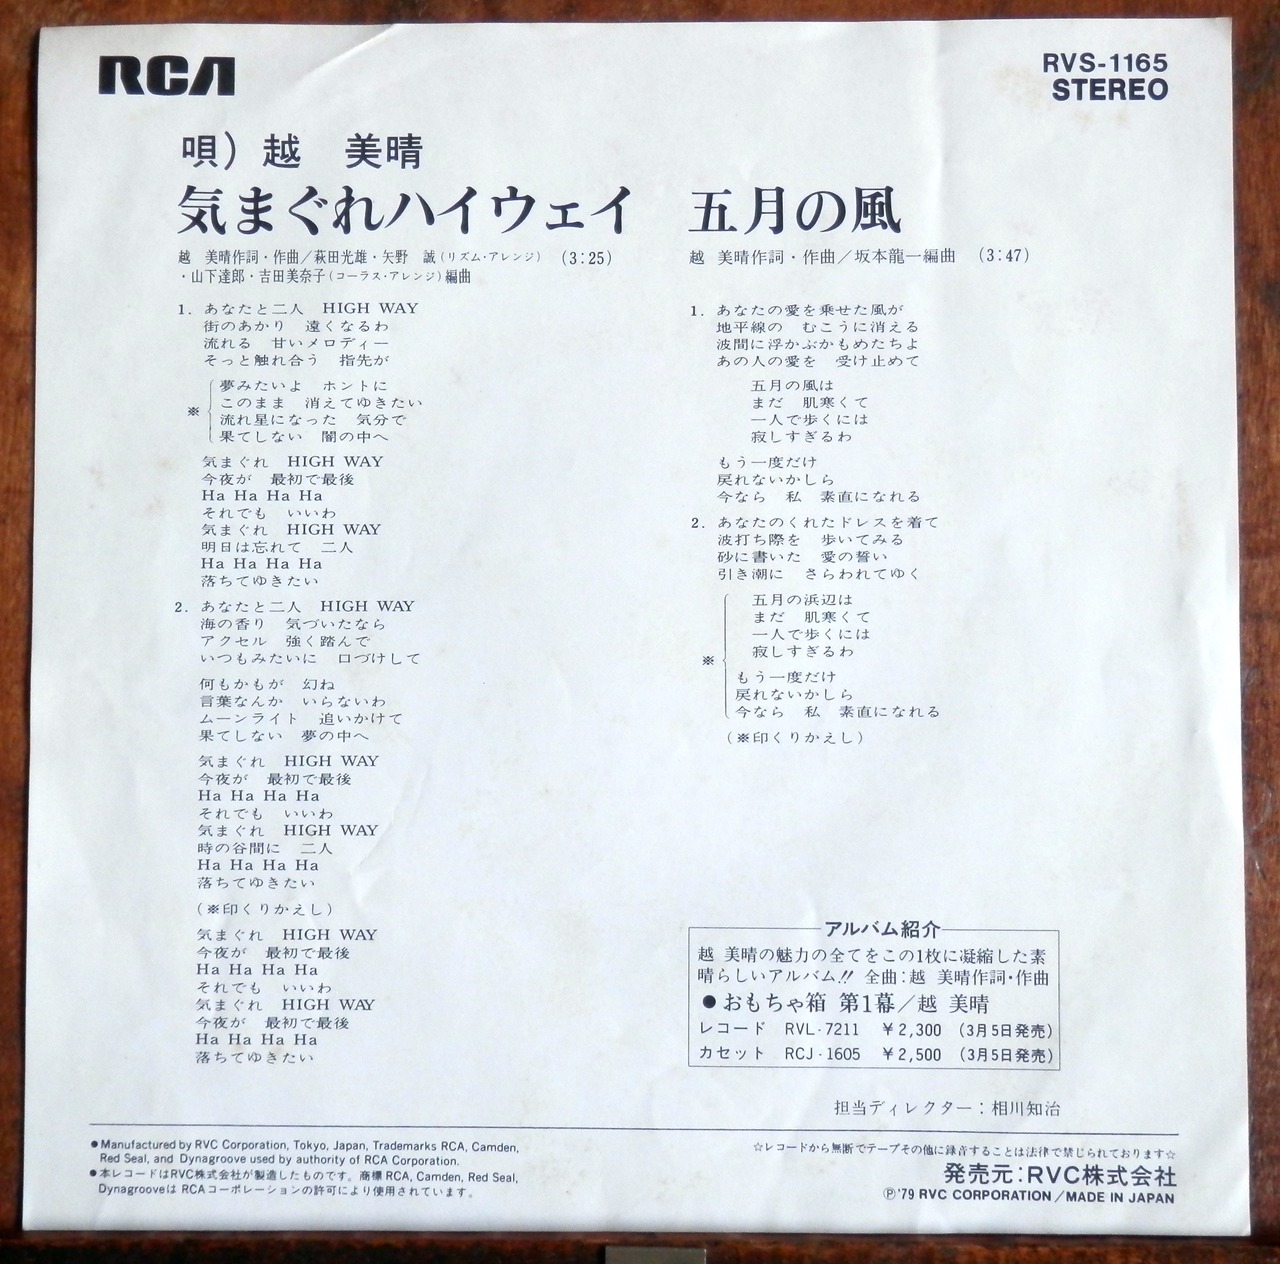 RCA
RVS-1165
STEREO
唄）越　美晴
気まぐれハイウェイ
越　美晴作詞・作曲／萩田光雄・矢野　誠(リズム・アレンジ)　(3:25)
・山下達郎・吉田美奈子(コーラス・アレンジ)編曲
1. あなたと二人　HIGH WAY
街のあかり　遠くなるわ
流れる　甘いメロディー
そっと触れ合う　指先が
夢みたいよ　ホントに
このまま　消えてゆきたい
※
流れ星になった　気分で
果てしない　闇の中へ
気まぐれ　HIGH WAY
今夜が　最初で最後
Ha Ha Ha Ha
それでも　いいわ
気まぐれ　HIGH WAY
明日は忘れて　二人
Ha Ha Ha Ha
落ちてゆきたい
2. あなたと二人　HIGH WAY
海の香り　気づいたなら
アクセル　強く踏んで
いつもみたいに　口づけして
何もかもが　幻ね
言葉なんか　いらないわ
ムーンライト　追いかけて
果てしない　夢の中へ
気まぐれ　HIGH WAY
今夜が　最初で最後
Ha Ha Ha Ha
それでも　いいわ
気まぐれ　HIGH WAY
時の谷間に　二人
Ha Ha Ha Ha
落ちてゆきたい
(※印くりかえし)
気まぐれ　HIGH WAY
今夜が　最初で最後
Ha Ha Ha Ha
それでも　いいわ
気まぐれ　HIGH WAY
今夜が　最初で最後
Ha Ha Ha Ha
落ちてゆきたい
五月の風
越　美晴作詞・作曲／坂本龍一編曲　(3:47)
1. あなたの愛を乗せた風が
地平線の　むこうに消える
波間に浮かぶかもめたちよ
あの人の愛を　受け止めて
五月の風は
まだ　肌寒くて
一人で歩くには
寂しすぎるわ
もう一度だけ
戻れないかしら
今なら　私　素直になれる
2. あなたのくれたドレスを着て
波打ち際を　歩いてみる
砂に書いた　愛の誓い
引き潮に　さらわれてゆく
五月の浜辺は
まだ　肌寒くて
一人で歩くには
寂しすぎるわ
※
もう一度だけ
戻れないかしら
今なら　私　素直になれる
(※印くりかえし)
アルバム紹介
越 美晴の魅力の全てをこの1枚に凝縮した素
晴らしいアルバム!! 全曲:越 美晴作詞・作曲
●おもちゃ箱 第1幕／越 美晴
レコード　RVL・7211　¥2,300　(3月5日発売)
カセット　RCJ・1605　¥2,500　(3月5日発売)
担当ディレクター：相川知治
●Manufactured by RVC Corporation, Tokyo, Japan, Trademarks RCA, Camden,
Red Seal, and Dynagroove used by authority of RCA Corporation.
●本レコードはRVC株式会社が製造したものです。商標 RCA, Camden, Red Seal,
DynagrooveはRCAコーポレーションの許可により使用されています。
☆レコードから無断でテープその他に録音することは法律で禁じられております☆
発売元:RVC株式会社
Ⓟ'79 RVC CORPORATION／MADE IN JAPAN